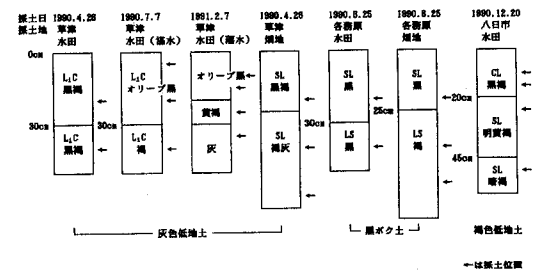 採土日 1990.4.26 1990.7.7 1991.2.7 1990.4.26 1990.8.25 1990.8.25 1990.12.20
採土地 草津 草津 草津 草津 各務原 各務原 八日市
水田 水田(湛水) 水田(落水) 畑地 水田 畑地 水田
0cm
LiC 黒褐
LiC オリーブ黒
オリーブ黒
SL 黒褐
SL 黒
SL 黒
CL 黒褐
20cm
25cm
黄褐
30cm
30cm
30cm
LiC 黒褐
LiC 褐
灰
SL 褐灰
LS 黒
LS 褐
SL 明黄褐
45cm
SL 暗褐
灰色低地土 黒ボク土 褐色低地土
←は採土位置